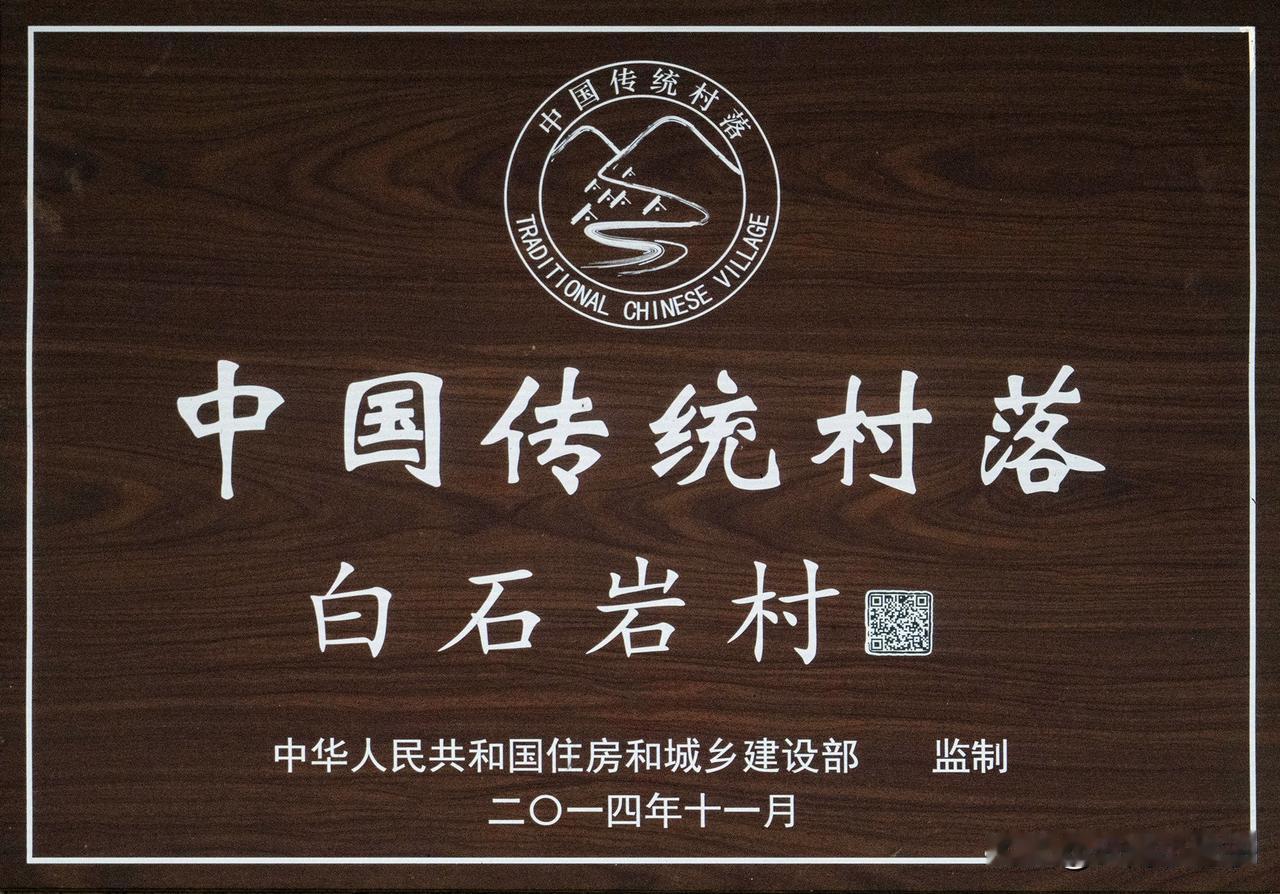 中国传统村落
TRADITIONAL CHINESE VILLAGE
中国传统村落
白石岩村
中华人民共和国住房和城乡建设部 监制
二〇一四年十一月